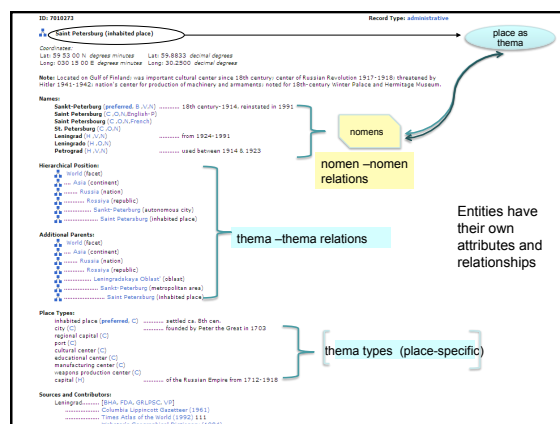 ID: 7010273 Record Type: administrative
Saint Petersburg (inhabited place)
place as thema
Coordinates:
Lat: 59 53 00 N degrees minutes Lat: 59.8833 decimal degrees
Long: 030 15 00 E degrees minutes Long: 30.2500 decimal degrees
Note: Located on Gulf of Finland; was important cultural center since 18th century; center of Russian Revolution 1917-1918; threatened by
Hitler 1941-1942; nation's center for production of machinery and armaments; noted for 18th-century Winter Palace and Hermitage Museum.
Names:
Sankt-Peterburg (preferred, B ,V,N) ............ 18th century-1914, reinstated in 1991
Saint Petersburg (C ,O,N,English-P)
Saint Petersbourg (C ,O,N,French)
St. Petersburg (C ,O,N)
Leningrad (H ,V,N) ............ from 1924-1991
Leningrado (H ,O,N)
Petrograd (H ,V,N) ............ used between 1914 & 1923
nomens
nomen –nomen
relations
Hierarchical Position:
World (facet)
.... Asia (continent)
........ Russia (nation)
............ Rossiya (republic)
................ Sankt-Peterburg (autonomous city)
.................... Saint Petersburg (inhabited place)
Additional Parents:
World (facet)
.... Asia (continent)
........ Russia (nation)
............ Rossiya (republic)
................ Leningradskaya Oblast' (oblast)
.................... Sankt-Peterburg (metropolitan area)
........................ Saint Petersburg (inhabited place)
thema –thema relations
Entities have
their own
attributes and
relationships
Place Types:
inhabited place (preferred, C) ............ settled ca. 8th cen.
city (C) ............ founded by Peter the Great in 1703
regional capital (C)
port (C)
cultural center (C)
educational center (C)
manufacturing center (C)
weapons production center (C)
capital (H) ............ of the Russian Empire from 1712-1918
thema types (place-specific)
Sources and Contributors:
Leningrad........ [BHA, FDA, GRLPSC, VP]
............ Columbia Lippincott Gazetteer (1961)
............ Times Atlas of the World (1992) 111